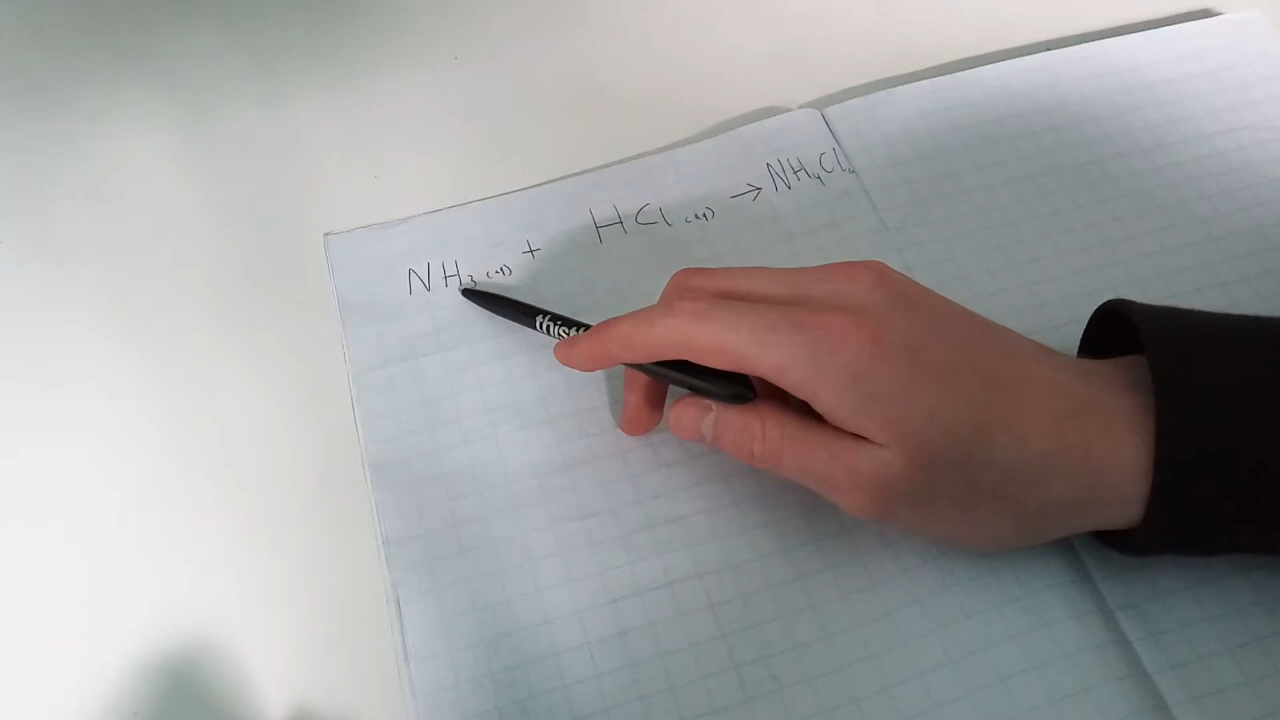 NH₃(aq) + HCl(aq) → NH₄Cl